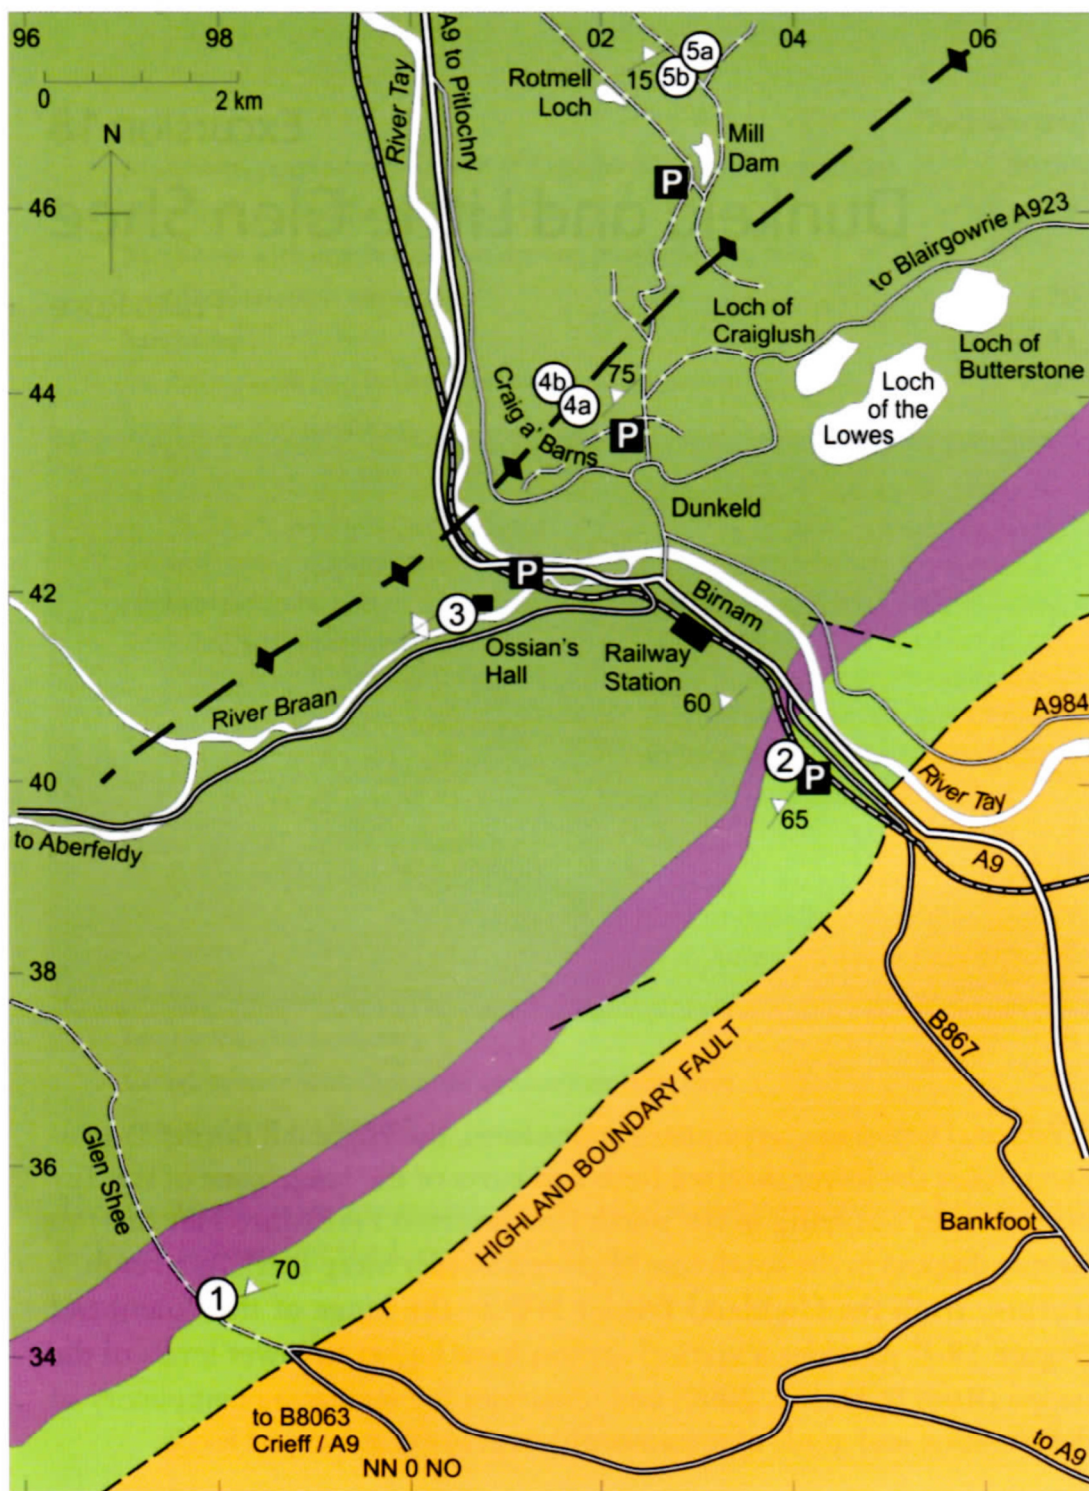 96
98
02
04
06
0
2 km
N
46
44
42
40
38
36
34
River Tay
A9 to Pitlochry
Rotmell
Loch
15
5a
5b
Mill
Dam
P
to Blairgowrie A923
Loch of
Craiglush
Loch of
Butterstone
Loch
of the
Lowes
4b
4a
75
Craig a' Barns
P
Dunkeld
P
3
Ossian's
Hall
Birnam
Railway
Station
60
River Braan
to Aberfeldy
2
P
65
A984
River Tay
A9
B867
HIGHLAND BOUNDARY FAULT
Glen Shee
70
1
Bankfoot
to B8063
Crieff / A9
NN 0 NO
to A9